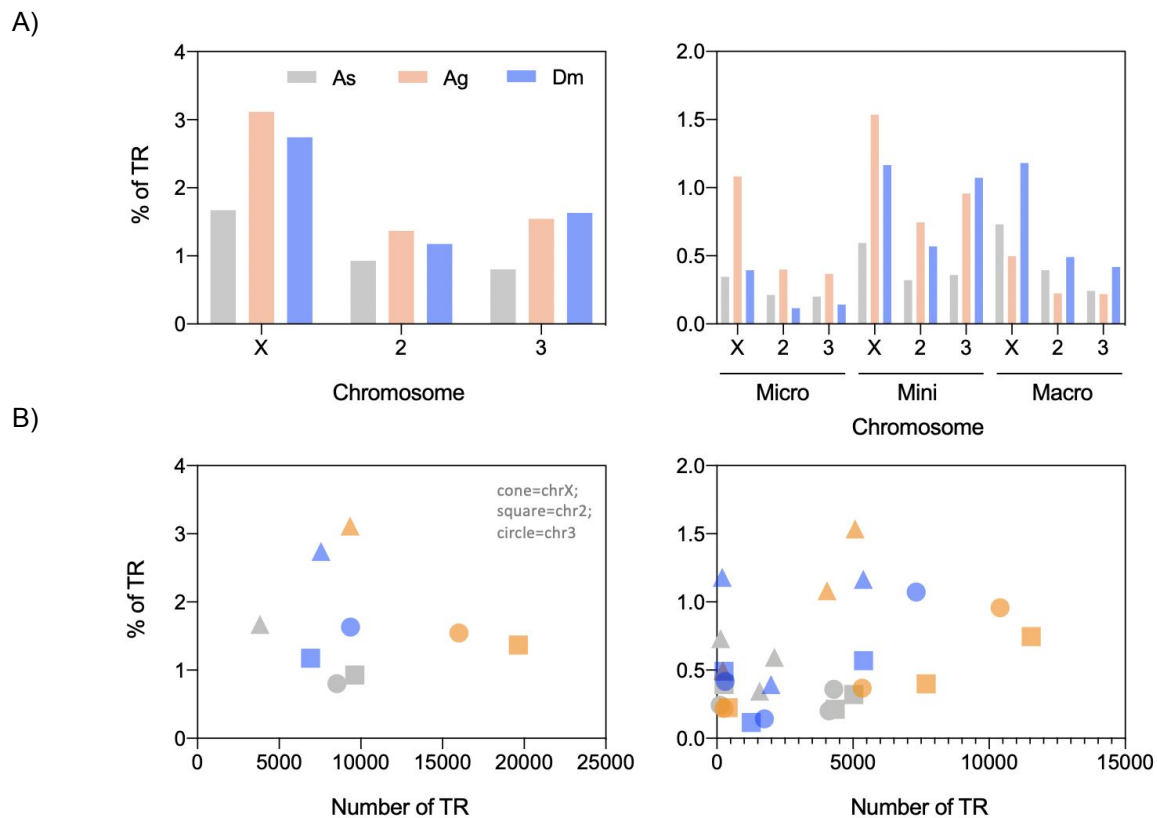 A)
4
3
2
1
0
% of TR
As Ag Dm
X 2 3
Chromosome
2.0
1.5
1.0
0.5
0.0
X 2 3 X 2 3 X 2 3
Micro Mini Macro
Chromosome
B)
4
3
2
1
0
% of TR
cone=chrX;
square=chr2;
circle=chr3
0 5000 10000 15000 20000 25000
Number of TR
2.0
1.5
1.0
0.5
0.0
0 5000 10000 15000
Number of TR